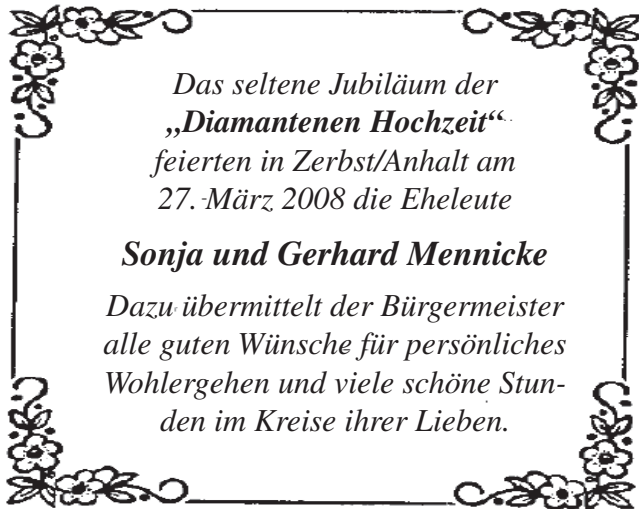 Das seltene Jubiläum der
„Diamantenen Hochzeit“
feierten in Zerbst/Anhalt am
27. März 2008 die Eheleute
Sonja und Gerhard Mennicke
Dazu übermittelt der Bürgermeister
alle guten Wünsche für persönliches
Wohlergehen und viele schöne Stun-
den im Kreise ihrer Lieben.